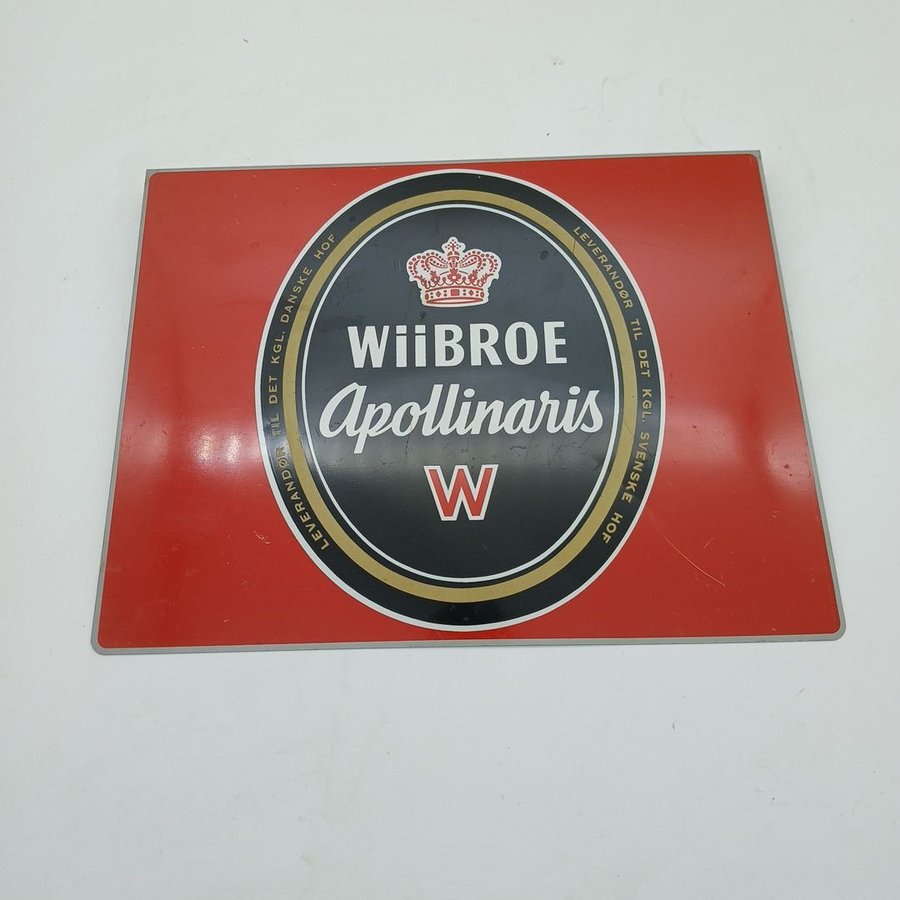 LEVERANDØR TIL DET KGL. DANSKE HOF
LEVERANDØR TIL DET KGL. SVENSKE HOF
WiiBROE
Apollinaris
W